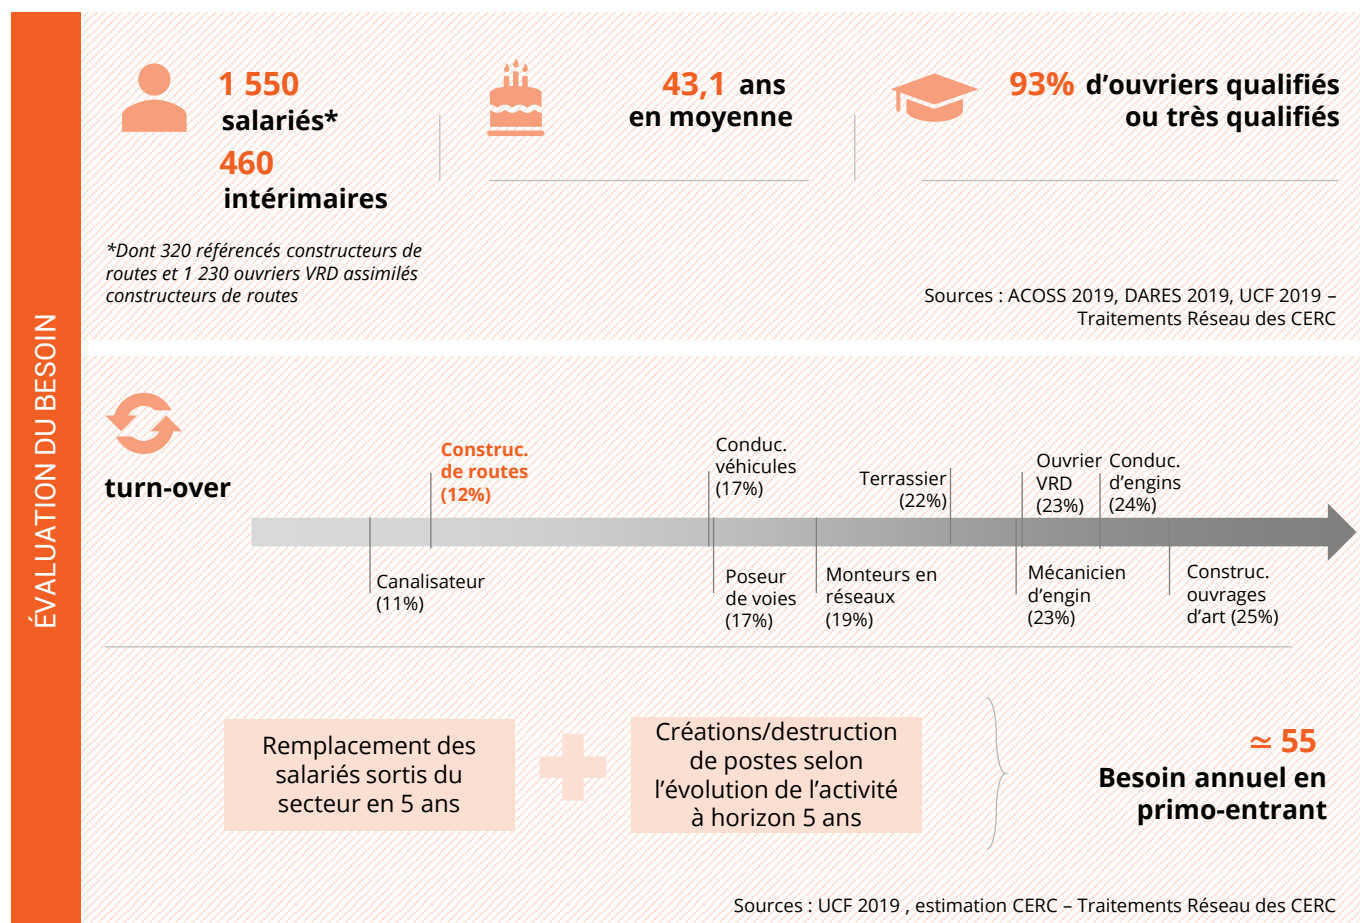 ÉVALUATION DU BESOIN
1 550
salariés*
460
intérimaires
*Dont 320 référencés constructeurs de
routes et 1 230 ouvriers VRD assimilés
constructeurs de routes
43,1 ans
en moyenne
93% d’ouvriers qualifiés
ou très qualifiés
Sources : ACOSS 2019, DARES 2019, UCF 2019 –
Traitements Réseau des CERC
turn-over
Construc.
de routes
(12%)
Conduc.
véhicules
(17%)
Terrassier
(22%)
Ouvrier
VRD
(23%)
Conduc.
d’engins
(24%)
Canalisateur
(11%)
Poseur
de voies
(17%)
Monteurs en
réseaux
(19%)
Mécanicien
d’engin
(23%)
Construc.
ouvrages
d’art (25%)
Remplacement des
salariés sortis du
secteur en 5 ans
Créations/destruction
de postes selon
l’évolution de l’activité
à horizon 5 ans
≃ 55
Besoin annuel en
primo-entrant
Sources : UCF 2019 , estimation CERC – Traitements Réseau des CERC